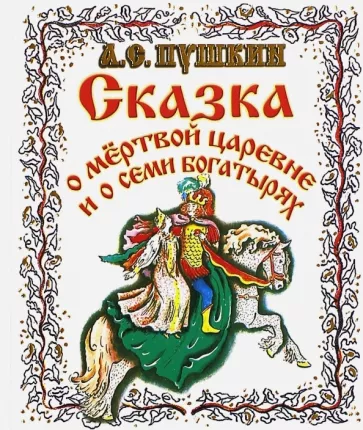 А.С. ПУШКИН
СКАЗКА
О МЁРТВОЙ ЦАРЕВНЕ
И О СЕМИ БОГАТЫРЯХ